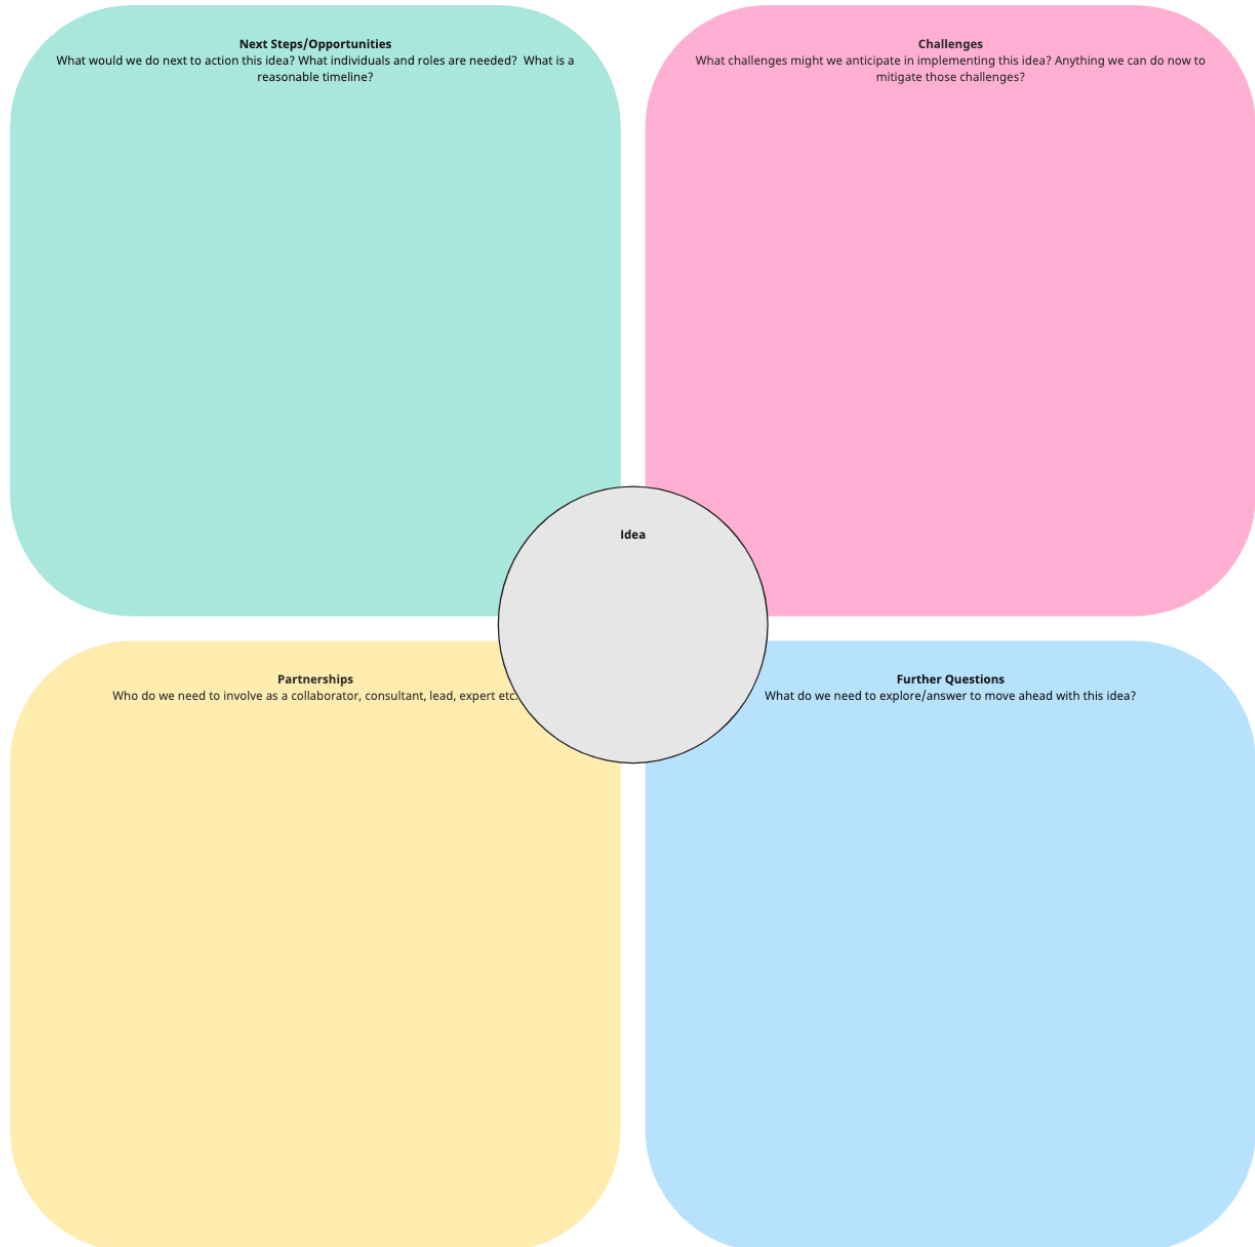 Next Steps/Opportunities
What would we do next to action this idea? What individuals and roles are needed?  What is a
reasonable timeline?
Challenges
What challenges might we anticipate in implementing this idea? Anything we can do now to
mitigate those challenges?
Idea
Partnerships
Who do we need to involve as a collaborator, consultant, lead, expert etc.
Further Questions
What do we need to explore/answer to move ahead with this idea?